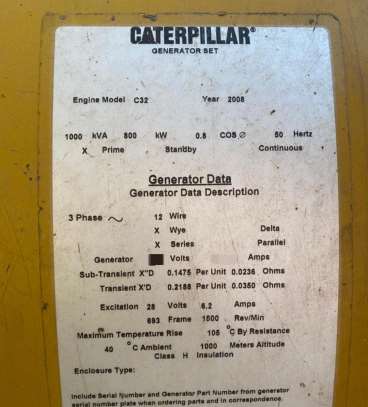 CATERPILLAR®
GENERATOR SET
Engine Model C32 Year 2008
1000 kVA 800 kW 0.8 COS Ø 50 Hertz
X Prime Standby Continuous
Generator Data
Generator Data Description
3 Phase ~ 12 Wire
X Wye Delta
X Series Parallel
Generator Volts Amps
Sub-Transient X"D 0.1475 Per Unit 0.0236 Ohms
Transient X'D 0.2188 Per Unit 0.0350 Ohms
Excitation 28 Volts 6.2 Amps
693 Frame 1500 Rev/Min
Maximum Temperature Rise 105 °C By Resistance
40 °C Ambient 1000 Meters Altitude
Class H Insulation
Enclosure Type:
Include Serial Number and Generator Part Number from generator
serial number plate when ordering parts and in correspondence.